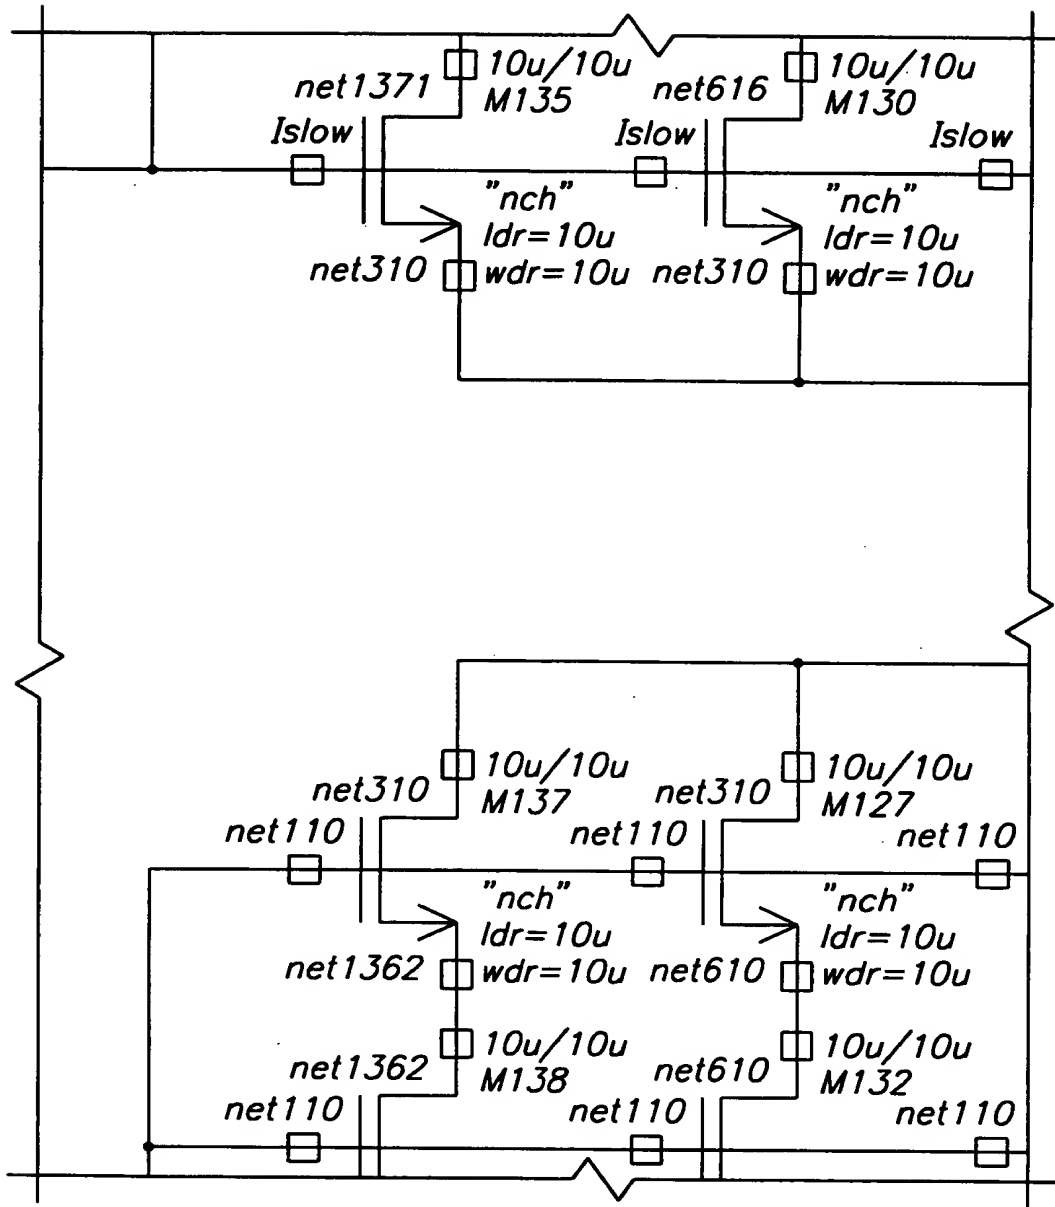 10u/10u
net1371
M135
10u/10u
net616
M130
Islow
Islow
Islow
"nch"
ldr=10u
net310
wdr=10u
"nch"
ldr=10u
net310
wdr=10u
10u/10u
net310
M137
10u/10u
net310
M127
net110
net110
net110
"nch"
ldr=10u
net1362
wdr=10u
"nch"
ldr=10u
net610
wdr=10u
10u/10u
net1362
M138
10u/10u
net610
M132
net110
net110
net110